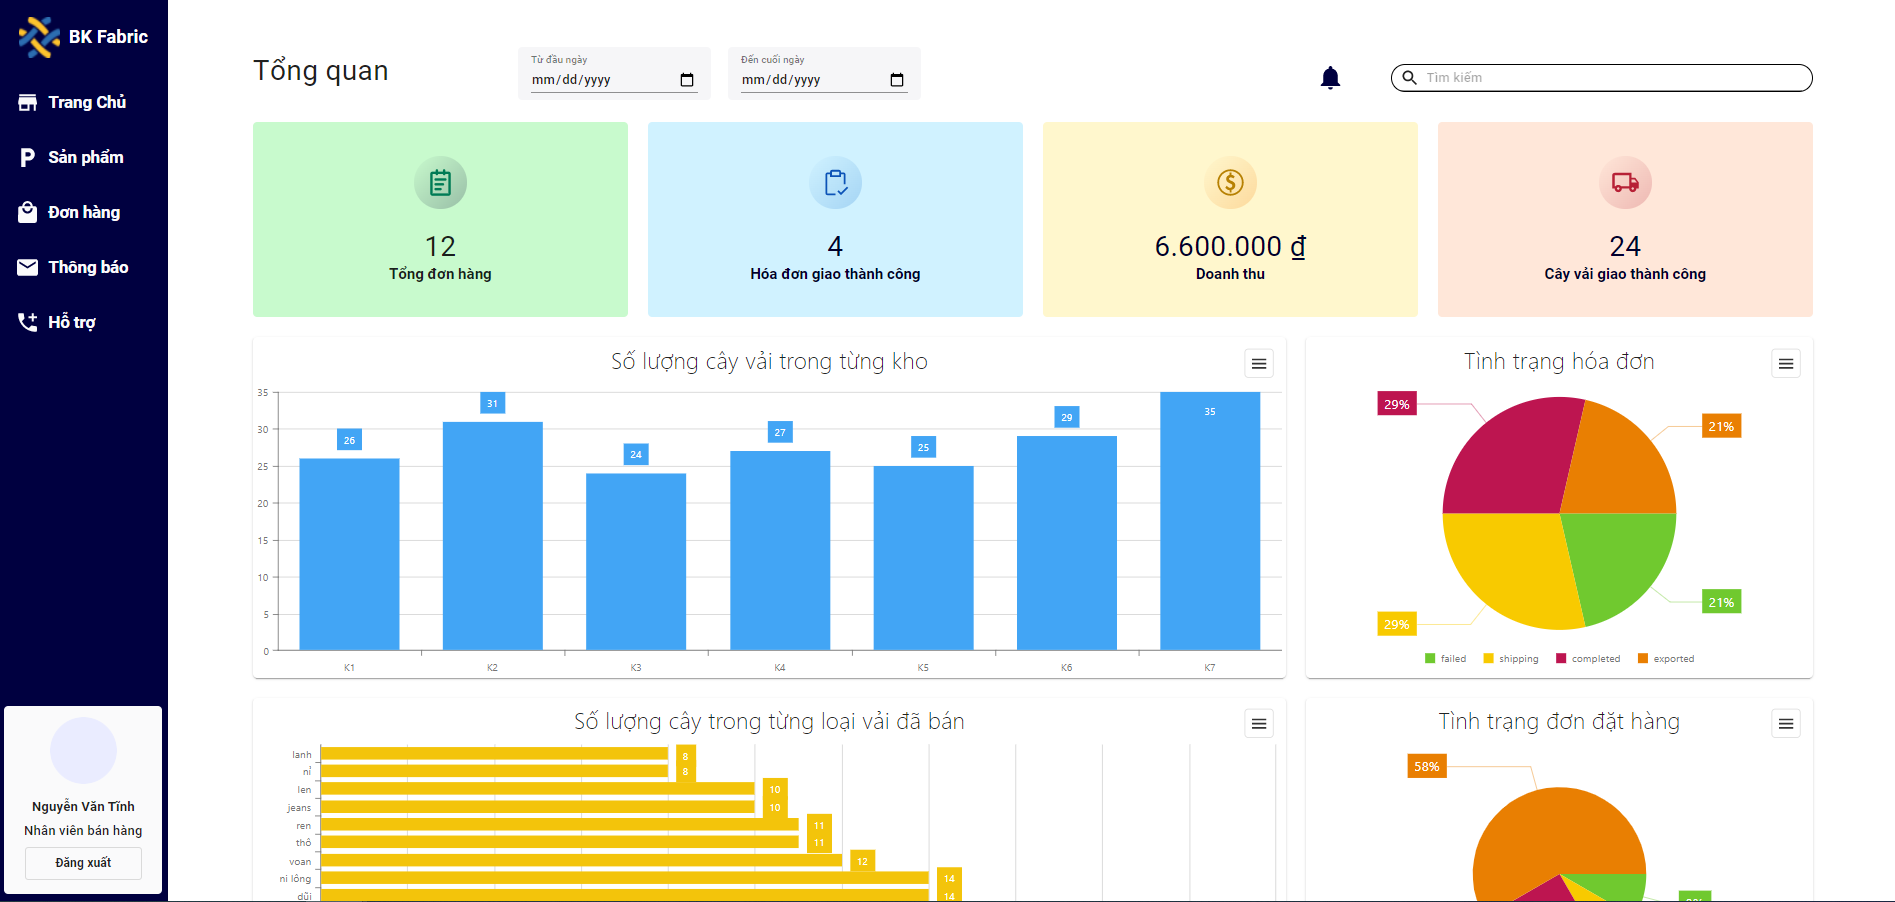 BK Fabric
Trang Chủ
Sản phẩm
Đơn hàng
Thông báo
Hỗ trợ
Nguyễn Văn Tĩnh
Nhân viên bán hàng
Đăng xuất
Tổng quan
Từ đầu ngày
mm/dd/yyyy
Đến cuối ngày
mm/dd/yyyy
Tìm kiếm
12
Tổng đơn hàng
4
Hóa đơn giao thành công
6.600.000 ₫
Doanh thu
24
Cây vải giao thành công
Số lượng cây vải trong từng kho
35
30
25
20
15
10
5
0
26
31
24
27
25
29
35
K1
K2
K3
K4
K5
K6
K7
Tình trạng hóa đơn
29%
21%
29%
21%
failed
shipping
completed
exported
Số lượng cây trong từng loại vải đã bán
lanh 8
nỉ 8
len 10
jeans 10
ren 11
thô 11
voan 12
ni lông 14
dũi 14
Tình trạng đơn đặt hàng
58%